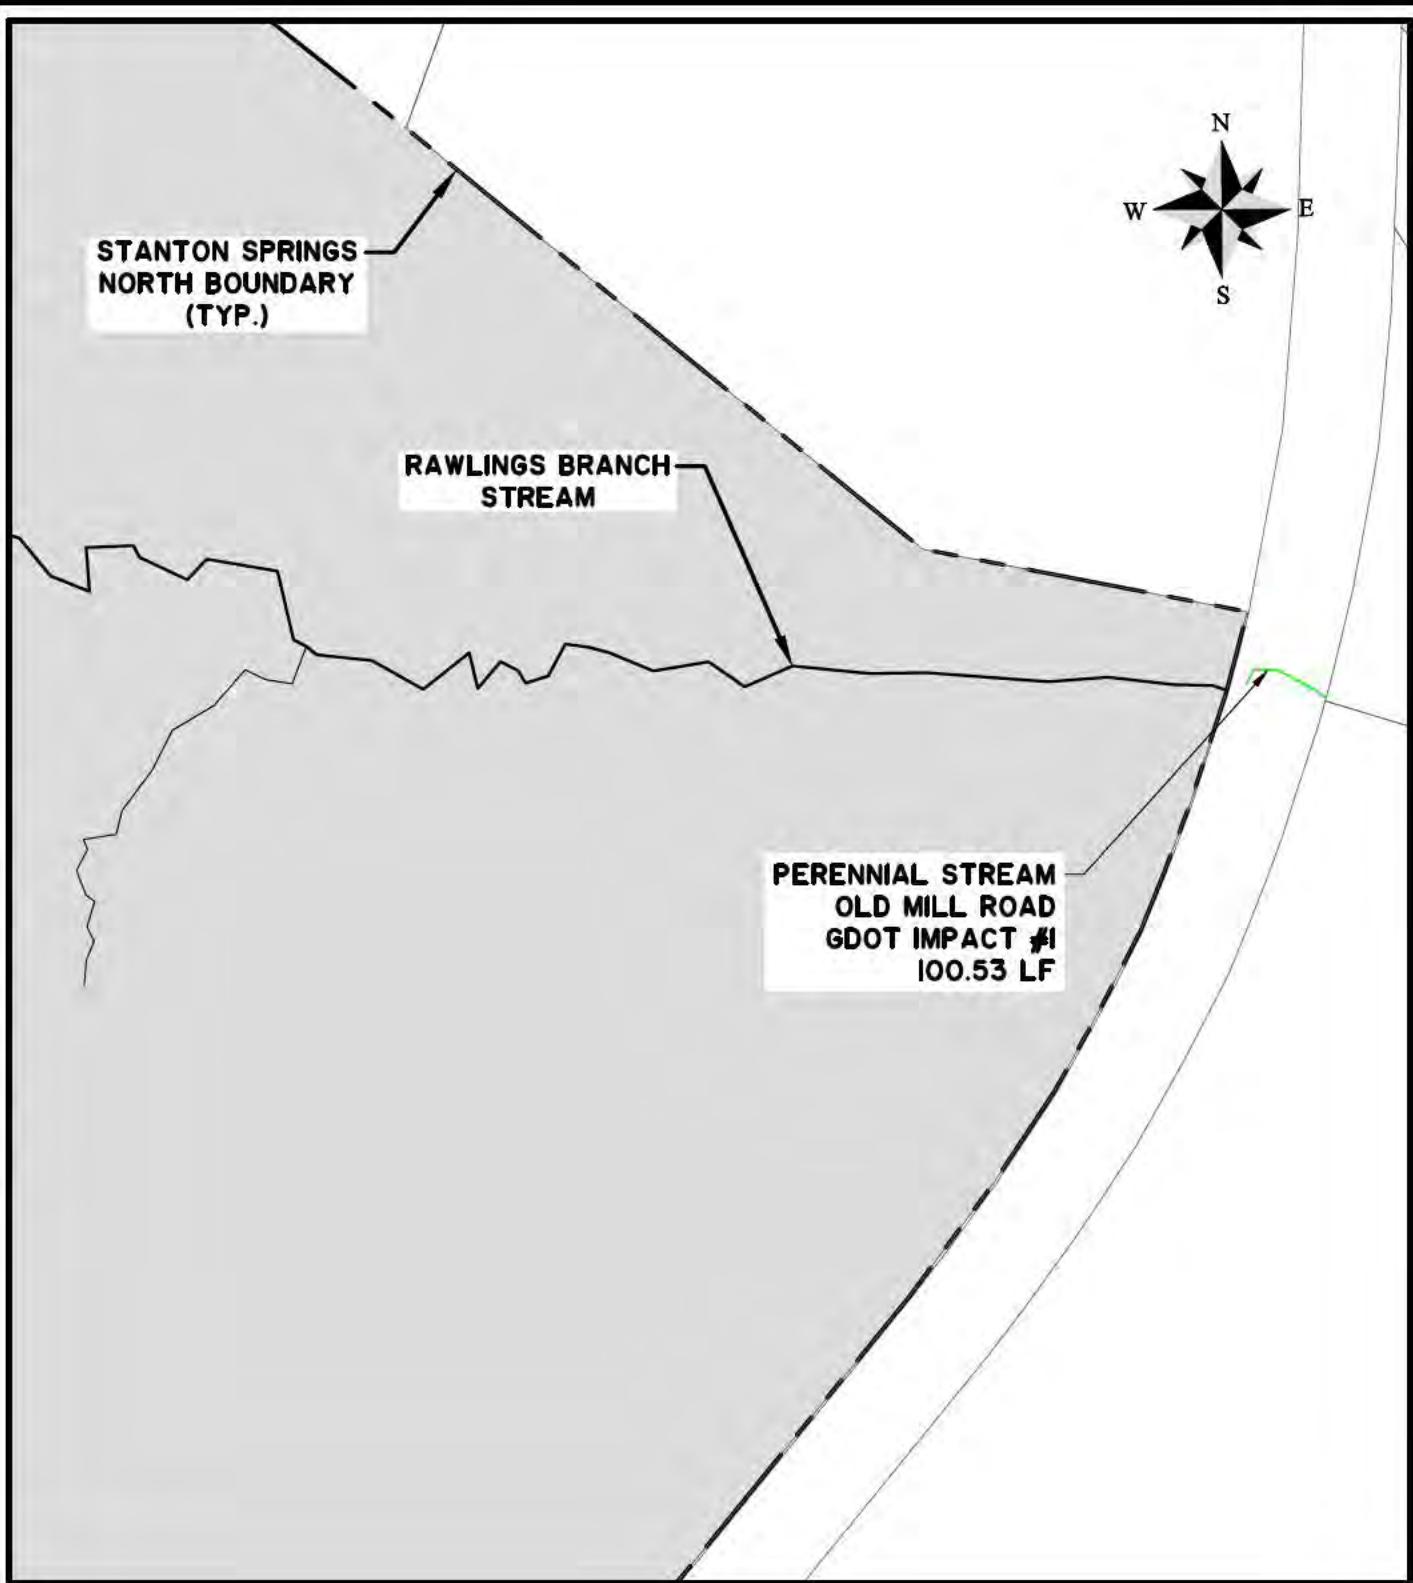 N
W
E
S
STANTON SPRINGS
NORTH BOUNDARY
(TYP.)
RAWLINGS BRANCH
STREAM
PERENNIAL STREAM
OLD MILL ROAD
GDOT IMPACT #1
100.53 LF